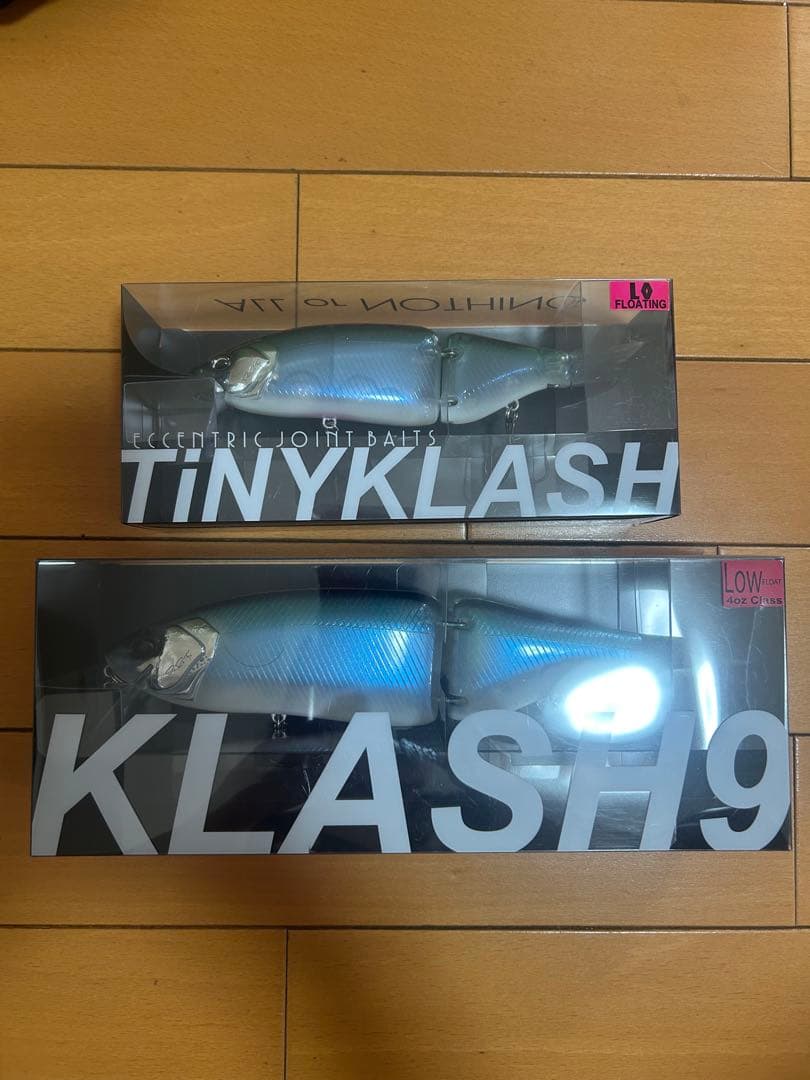 ALL or NOTHING
LO
FLOATING
ECCENTRIC JOINT BAITS
TiNYKLASH
LOW FLOAT
4oz Class
KLASH9